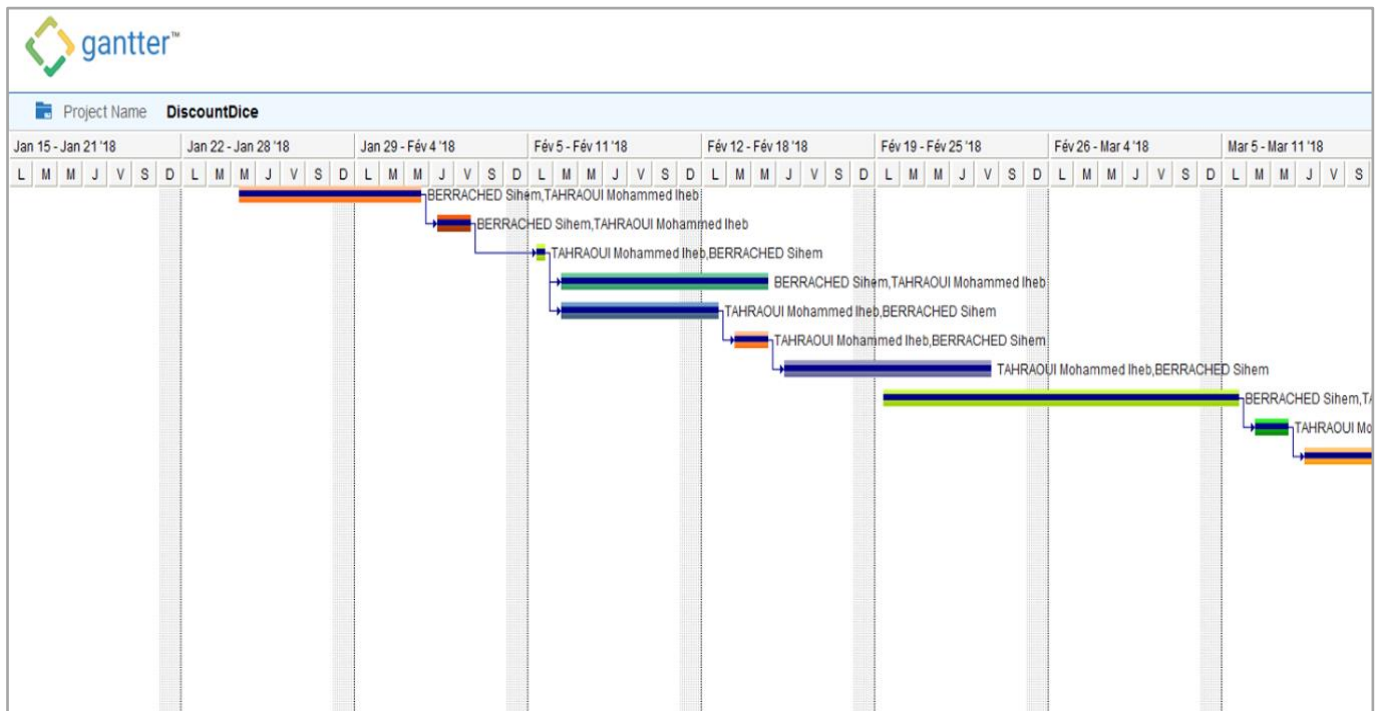 gantter™
Project Name DiscountDice
Jan 15 - Jan 21 '18 Jan 22 - Jan 28 '18 Jan 29 - Fév 4 '18 Fév 5 - Fév 11 '18 Fév 12 - Fév 18 '18 Fév 19 - Fév 25 '18 Fév 26 - Mar 4 '18 Mar 5 - Mar 11 '18
L M M J V S D L M M J V S D L M M J V S D L M M J V S D L M M J V S D L M M J V S D L M M J V S D L M M J V S
BERRACHED Sihem,TAHRAOUI Mohammed Iheb
BERRACHED Sihem,TAHRAOUI Mohammed Iheb
TAHRAOUI Mohammed Iheb,BERRACHED Sihem
BERRACHED Sihem,TAHRAOUI Mohammed Iheb
TAHRAOUI Mohammed Iheb,BERRACHED Sihem
TAHRAOUI Mohammed Iheb,BERRACHED Sihem
TAHRAOUI Mohammed Iheb,BERRACHED Sihem
BERRACHED Sihem,TA
TAHRAOUI Mo